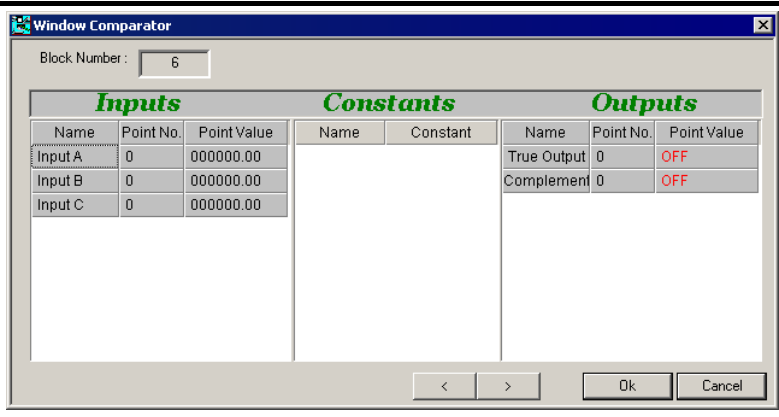 Window Comparator
Block Number : 6
Inputs Constants Outputs
Name Point No. Point Value Name Constant Name Point No. Point Value
Input A 0 000000.00 True Output 0 OFF
Input B 0 000000.00 Complement 0 OFF
Input C 0 000000.00
< > Ok Cancel